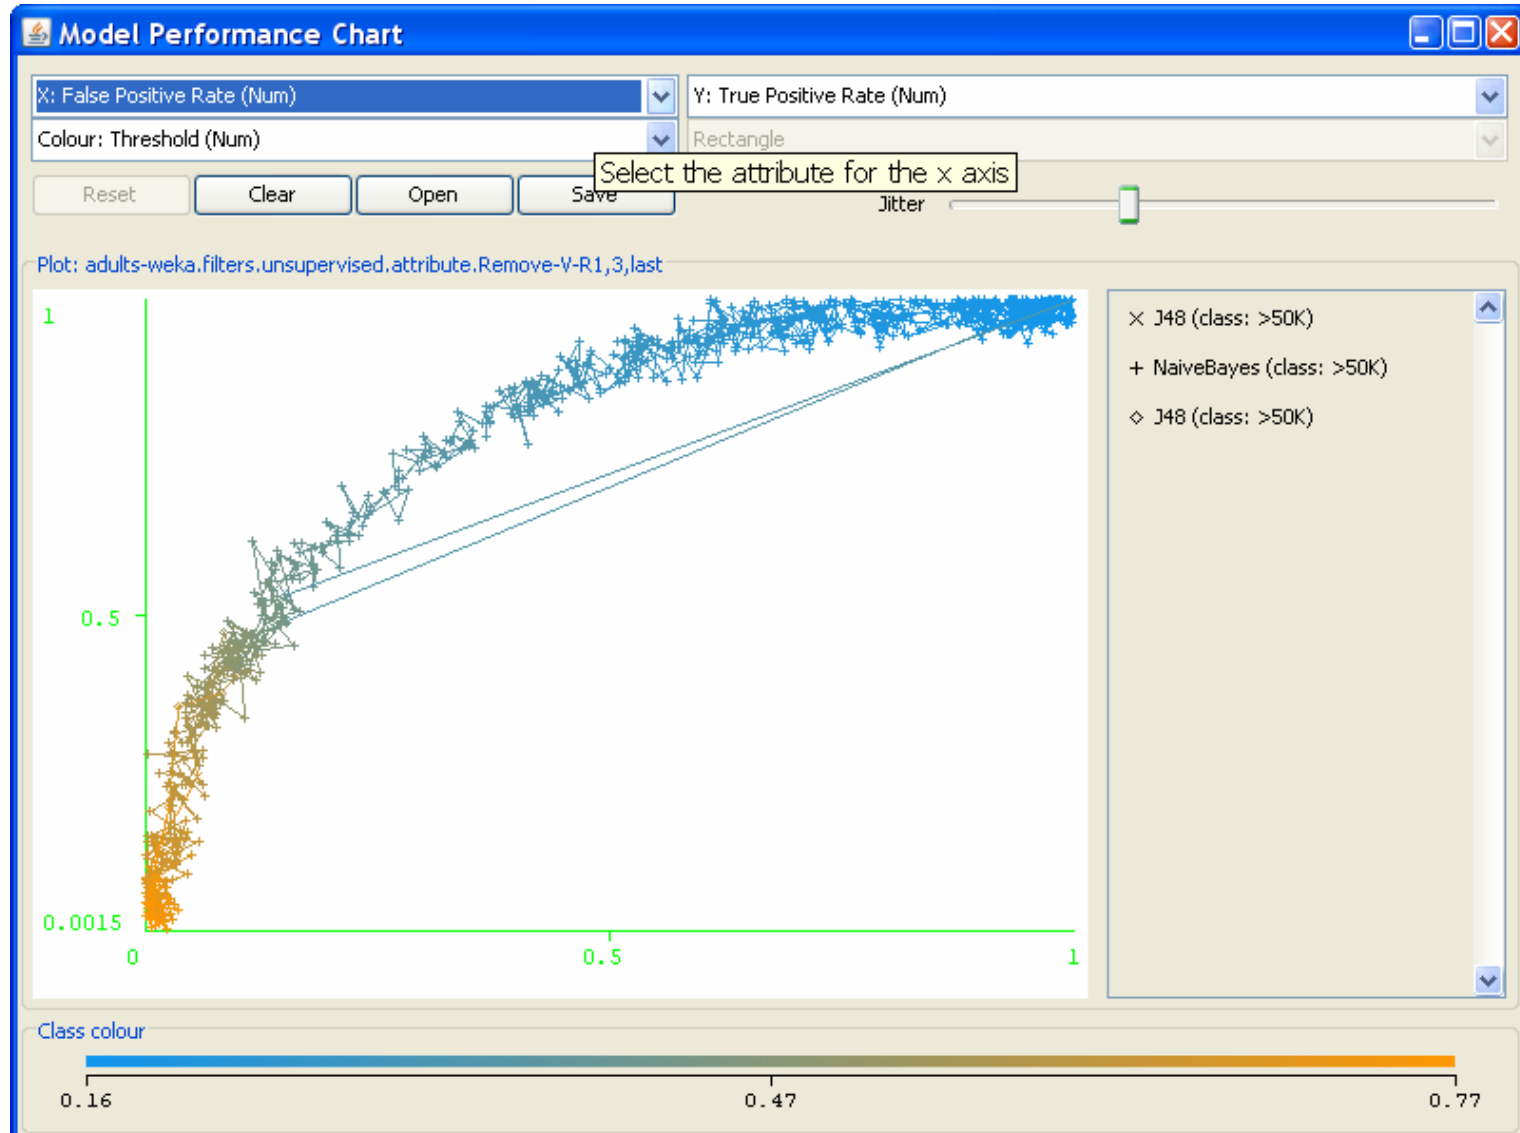 Model Performance Chart
X: False Positive Rate (Num)
Y: True Positive Rate (Num)
Colour: Threshold (Num)
Rectangle
Select the attribute for the x axis
Reset
Clear
Open
Save
Jitter
Plot: adults-weka.filters.unsupervised.attribute.Remove-V-R1,3,last
1
0.5
0.0015
0
0.5
1
× J48 (class: >50K)
+ NaiveBayes (class: >50K)
◇ J48 (class: >50K)
Class colour
0.16
0.47
0.77